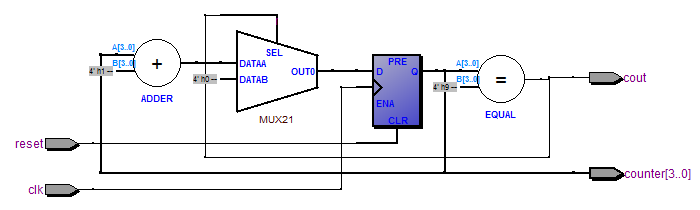 A[3..0]
B[3..0]
4' h1
+
ADDER
SEL
DATAA
DATAB
4' h0
OUT0
MUX21
PRE
D
Q
ENA
CLR
A[3..0]
B[3..0]
4' h9
=
EQUAL
cout
reset
counter[3..0]
clk